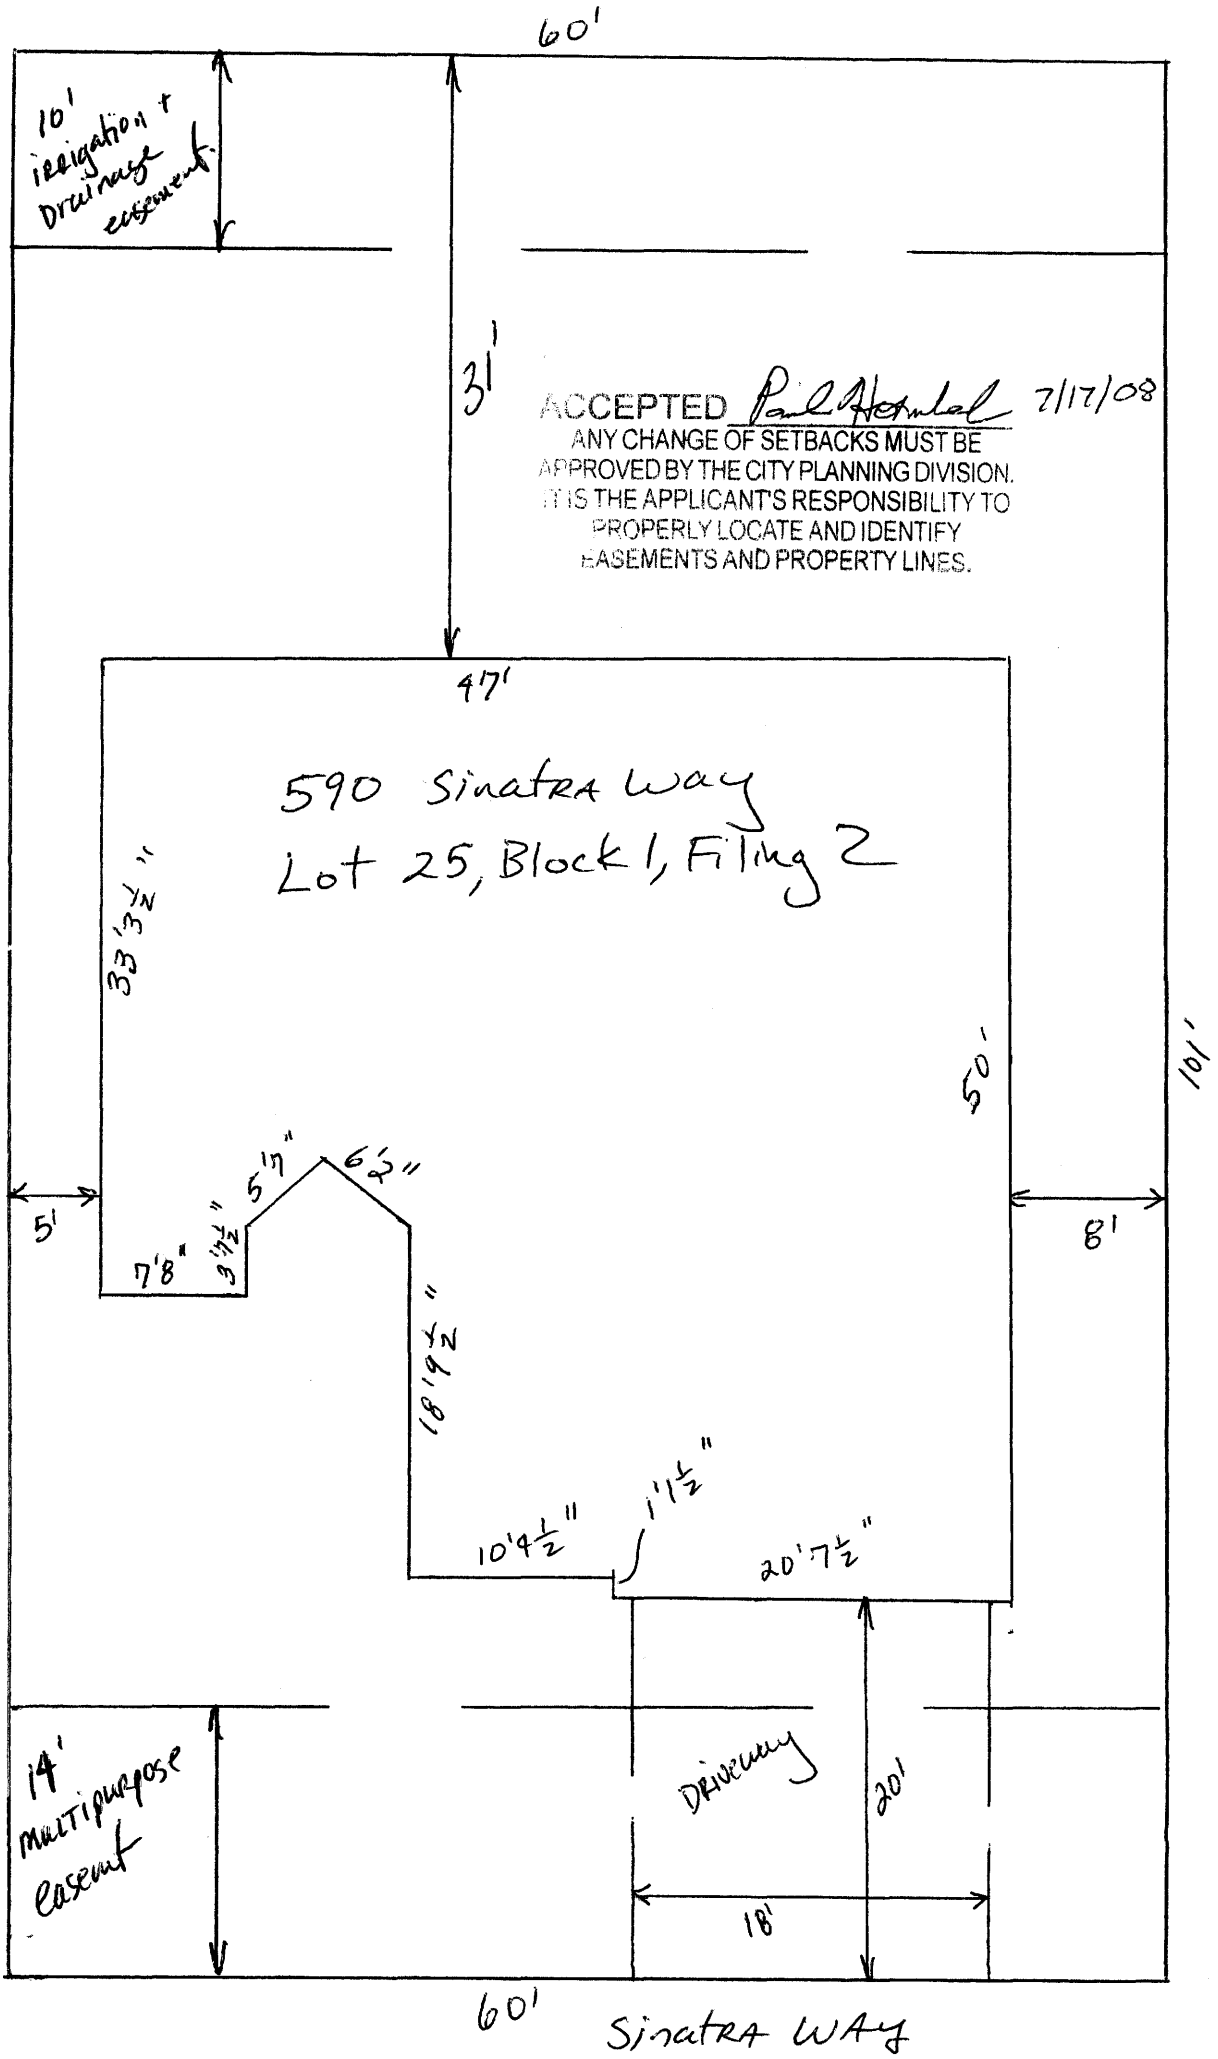 60'
10'
irrigation +
Drainage
easement.
31'
ACCEPTED 7/17/08
ANY CHANGE OF SETBACKS MUST BE
APPROVED BY THE CITY PLANNING DIVISION.
IT IS THE APPLICANT'S RESPONSIBILITY TO
PROPERLY LOCATE AND IDENTIFY
EASEMENTS AND PROPERTY LINES.
47'
590 Sinatra Way
Lot 25, Block 1, Filing 2
33'3½"
50'
101'
5'7"
6'2"
5'
7'8"
3'7½"
8'
18'9½"
10'4½"
1'1½"
20'7½"
14'
multipurpose
easemt
Driveway
20'
18'
60'
Sinatra Way